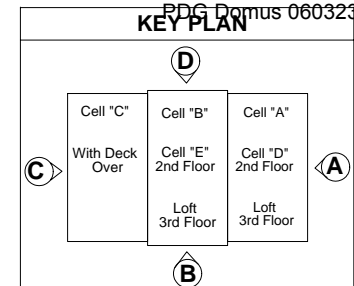 PDG Domus 060323
KEY PLAN
D
Cell "C"
With Deck
Over
Cell "B"
Cell "E"
2nd Floor
Loft
3rd Floor
Cell "A"
Cell "D"
2nd Floor
Loft
3rd Floor
C
A
B